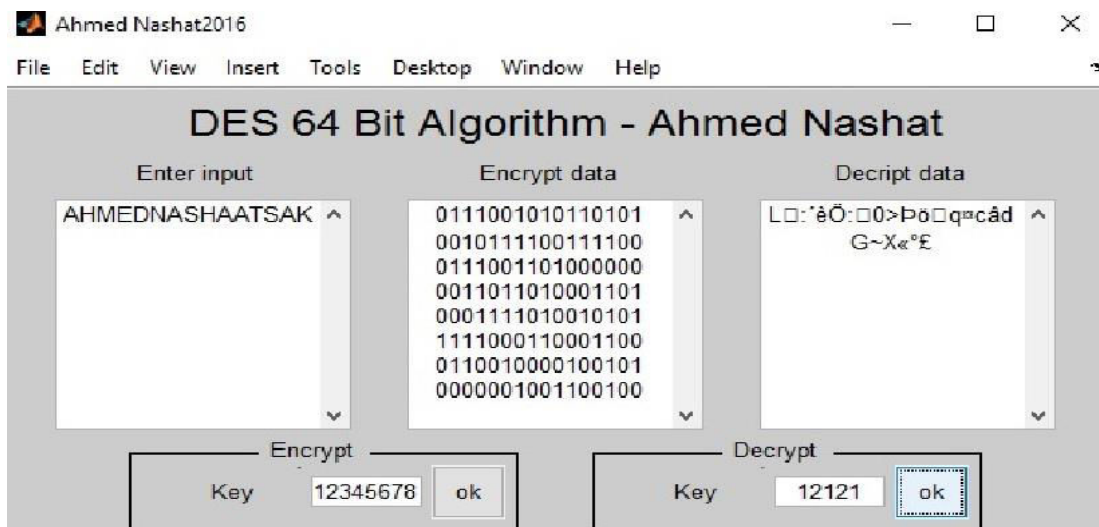 Ahmed Nashat2016
File Edit View Insert Tools Desktop Window Help
DES 64 Bit Algorithm - Ahmed Nashat
Enter input
AHMEDNASHAATSAK
Encrypt data
0111001010110101
0010111100111100
0111001101000000
0011011010001101
0001111010010101
1111000110001100
0110010000100101
0000001001100100
Decript data
Encrypt
Key 12345678 ok
Decrypt
Key 12121 ok